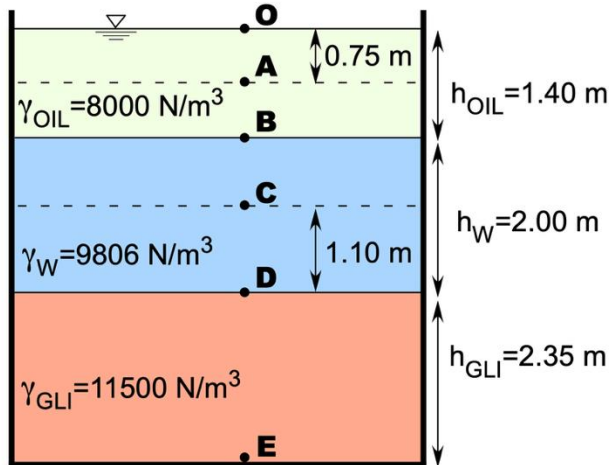 O
0.75 m
A
γOIL=8000 N/m³
hOIL=1.40 m
B
C
hW=2.00 m
γW=9806 N/m³
1.10 m
D
hGLI=2.35 m
γGLI=11500 N/m³
E